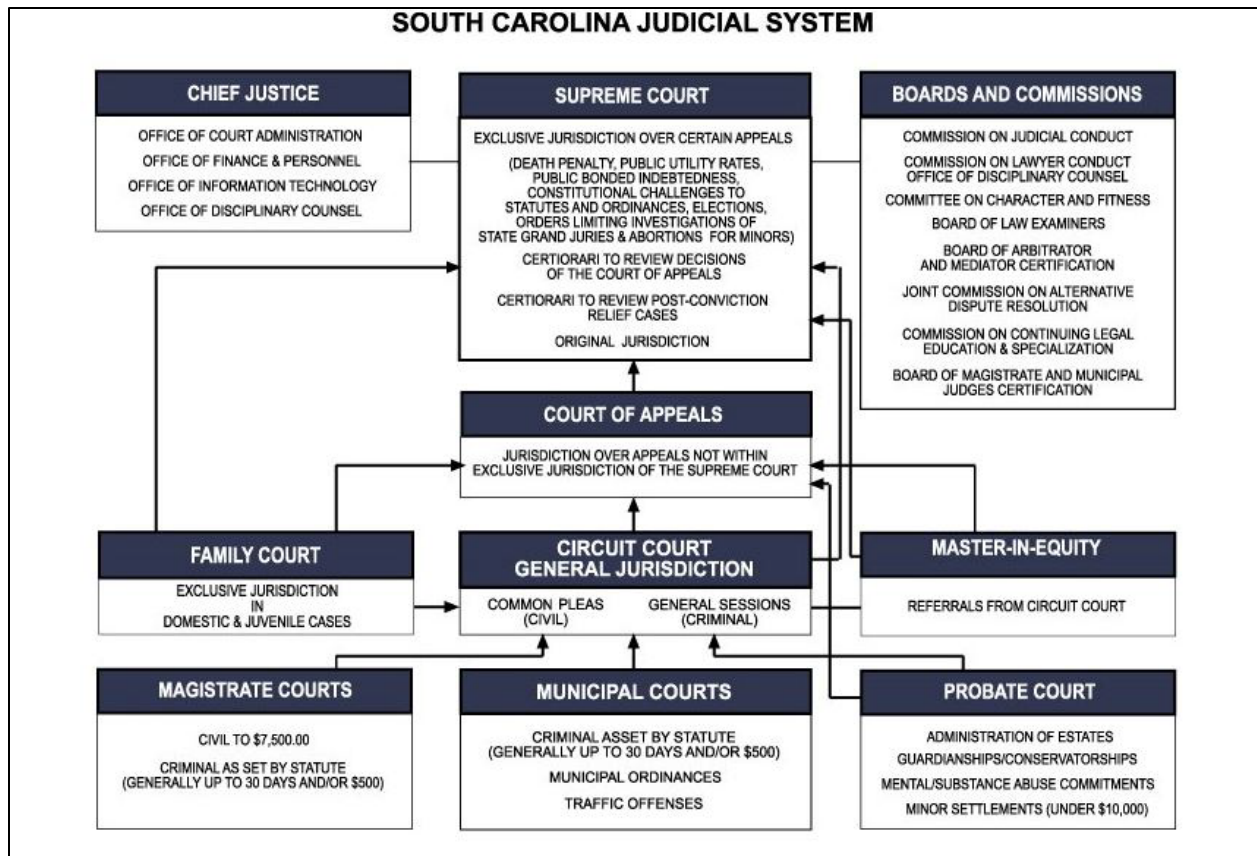 SOUTH CAROLINA JUDICIAL SYSTEM
CHIEF JUSTICE
OFFICE OF COURT ADMINISTRATION
OFFICE OF FINANCE & PERSONNEL
OFFICE OF INFORMATION TECHNOLOGY
OFFICE OF DISCIPLINARY COUNSEL
SUPREME COURT
EXCLUSIVE JURISDICTION OVER CERTAIN APPEALS
(DEATH PENALTY, PUBLIC UTILITY RATES,
PUBLIC BONDED INDEBTEDNESS,
CONSTITUTIONAL CHALLENGES TO
STATUTES AND ORDINANCES, ELECTIONS,
ORDERS LIMITING INVESTIGATIONS OF
STATE GRAND JURIES & ABORTIONS FOR MINORS)
CERTIORARI TO REVIEW DECISIONS
OF THE COURT OF APPEALS
CERTIORARI TO REVIEW POST-CONVICTION
RELIEF CASES
ORIGINAL JURISDICTION
BOARDS AND COMMISSIONS
COMMISSION ON JUDICIAL CONDUCT
COMMISSION ON LAWYER CONDUCT
OFFICE OF DISCIPLINARY COUNSEL
COMMITTEE ON CHARACTER AND FITNESS
BOARD OF LAW EXAMINERS
BOARD OF ARBITRATOR
AND MEDIATOR CERTIFICATION
JOINT COMMISSION ON ALTERNATIVE
DISPUTE RESOLUTION
COMMISSION ON CONTINUING LEGAL
EDUCATION & SPECIALIZATION
BOARD OF MAGISTRATE AND MUNICIPAL
JUDGES CERTIFICATION
COURT OF APPEALS
JURISDICTION OVER APPEALS NOT WITHIN
EXCLUSIVE JURISDICTION OF THE SUPREME COURT
FAMILY COURT
EXCLUSIVE JURISDICTION
IN
DOMESTIC & JUVENILE CASES
CIRCUIT COURT
GENERAL JURISDICTION
COMMON PLEAS
(CIVIL)
GENERAL SESSIONS
(CRIMINAL)
MASTER-IN-EQUITY
REFERRALS FROM CIRCUIT COURT
MAGISTRATE COURTS
CIVIL TO $7,500.00
CRIMINAL AS SET BY STATUTE
(GENERALLY UP TO 30 DAYS AND/OR $500)
MUNICIPAL COURTS
CRIMINAL ASSET BY STATUTE
(GENERALLY UP TO 30 DAYS AND/OR $500)
MUNICIPAL ORDINANCES
TRAFFIC OFFENSES
PROBATE COURT
ADMINISTRATION OF ESTATES
GUARDIANSHIPS/CONSERVATORSHIPS
MENTAL/SUBSTANCE ABUSE COMMITMENTS
MINOR SETTLEMENTS (UNDER $10,000)